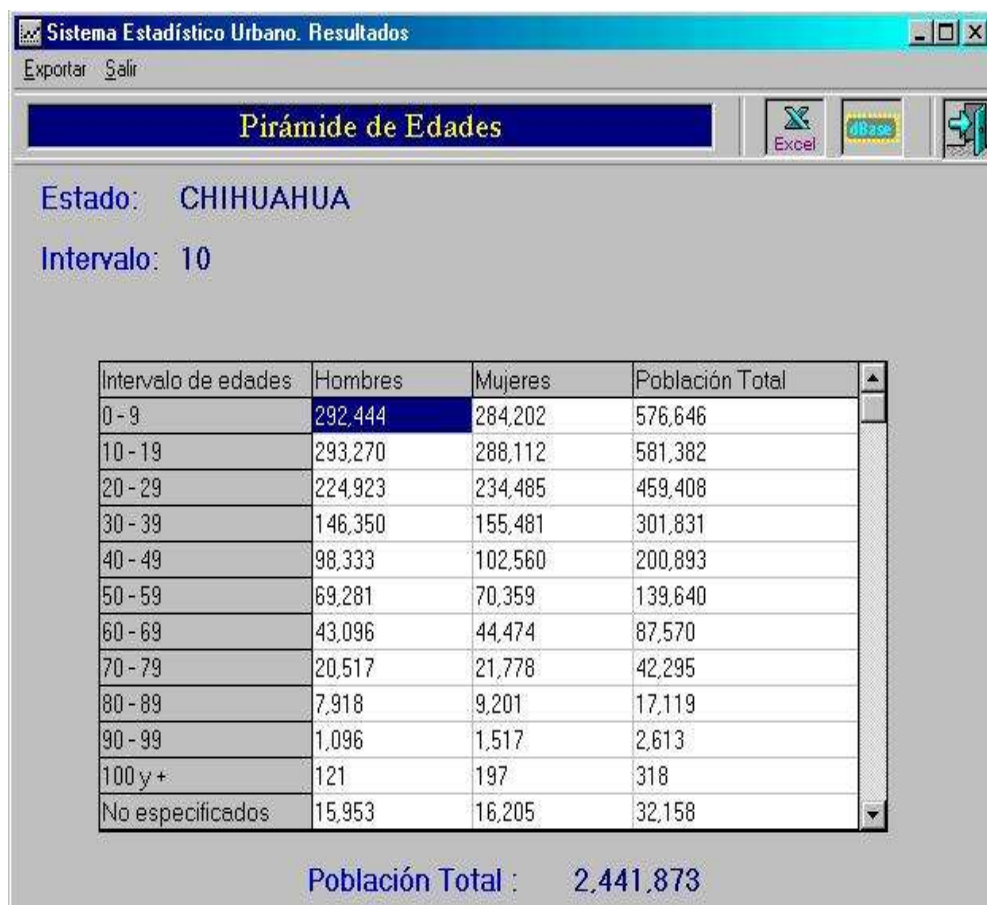 Sistema Estadístico Urbano. Resultados
Exportar Salir
Pirámide de Edades
Excel
dBase
Estado: CHIHUAHUA
Intervalo: 10
Intervalo de edades Hombres Mujeres Población Total
0 - 9 292,444 284,202 576,646
10 - 19 293,270 288,112 581,382
20 - 29 224,923 234,485 459,408
30 - 39 146,350 155,481 301,831
40 - 49 98,333 102,560 200,893
50 - 59 69,281 70,359 139,640
60 - 69 43,096 44,474 87,570
70 - 79 20,517 21,778 42,295
80 - 89 7,918 9,201 17,119
90 - 99 1,096 1,517 2,613
100 y + 121 197 318
No especificados 15,953 16,205 32,158
Población Total : 2,441,873